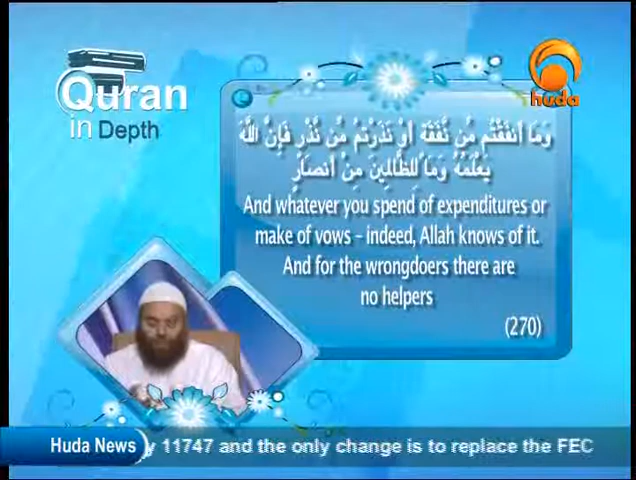 Quran
in Depth
huda
وَمَا أَنفَقْتُم مِّن نَّفَقَةٍ أَوْ نَذَرْتُم مِّن نَّذْرٍ فَإِنَّ اللَّهَ
يَعْلَمُهُ وَمَا لِلظَّالِمِينَ مِنْ أَنصَارٍ
And whatever you spend of expenditures or
make of vows – indeed, Allah knows of it.
And for the wrongdoers there are
no helpers
(270)
Huda News
y 11747 and the only change is to replace the FEC